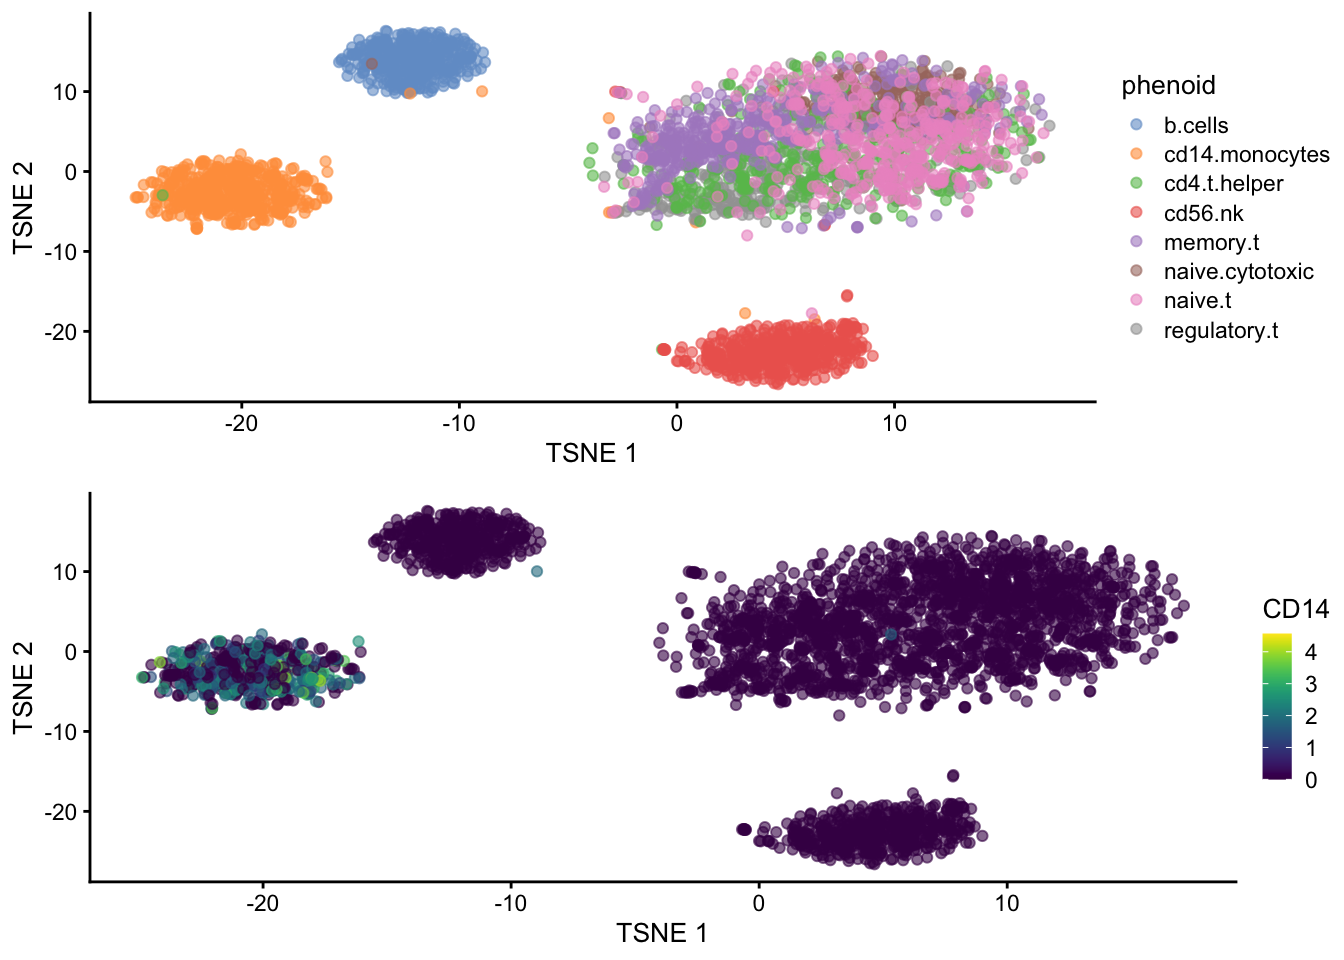 10
0
-10
-20
TSNE 2
-20
-10
0
10
TSNE 1
phenoid
b.cells
cd14.monocytes
cd4.t.helper
cd56.nk
memory.t
naive.cytotoxic
naive.t
regulatory.t
10
0
-10
-20
TSNE 2
-20
-10
0
10
TSNE 1
CD14
4
3
2
1
0